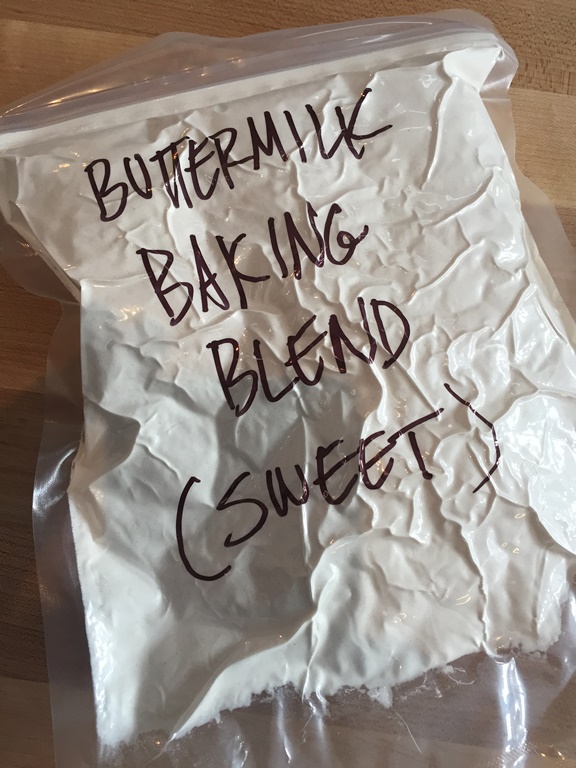 BUTTERMILK
BAKING
BLEND
(SWEET)